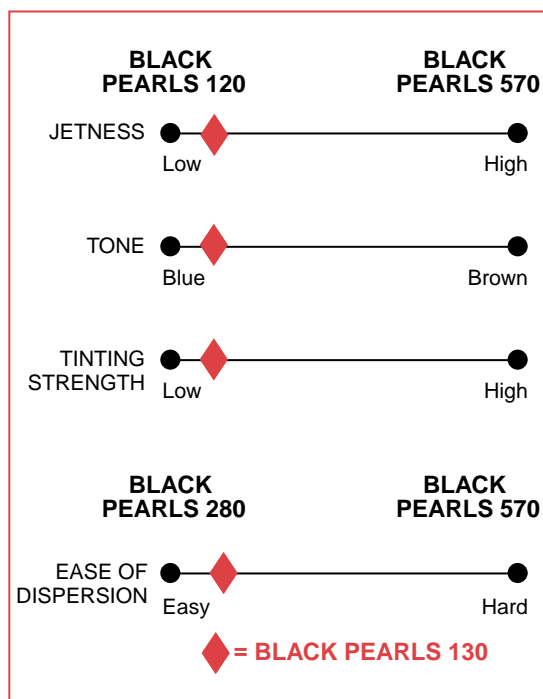 BLACK
PEARLS 120
BLACK
PEARLS 570
JETNESS
Low
High
TONE
Blue
Brown
TINTING
STRENGTH
Low
High
BLACK
PEARLS 280
BLACK
PEARLS 570
EASE OF
DISPERSION
Easy
Hard
= BLACK PEARLS 130